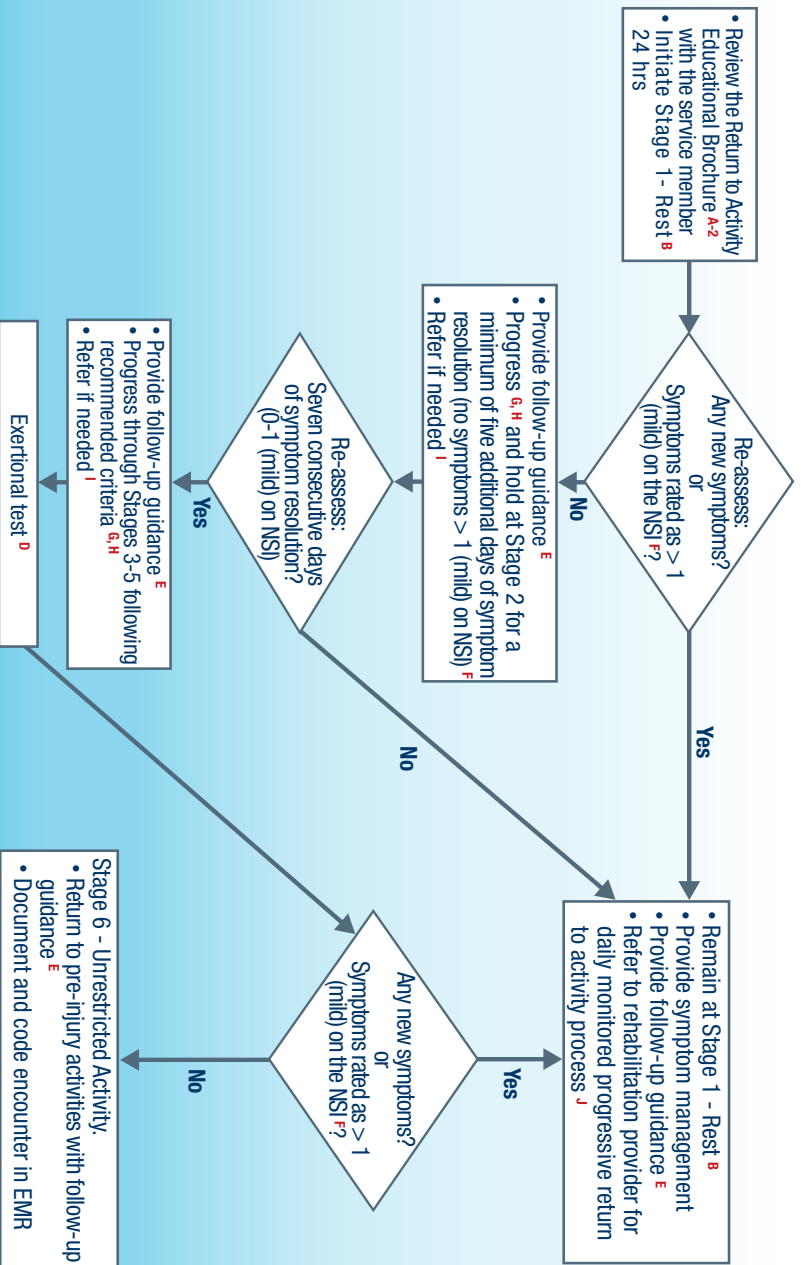 • Review the Return to Activity
Educational Brochure A-2
with the service member
• Initiate Stage 1 - Rest B
24 hrs
Re-assess:
Any new symptoms?
or
Symptoms rated as > 1
(mild) on the NSI F?
Yes
• Remain at Stage 1 - Rest B
• Provide symptom management
• Provide follow-up guidance E
• Refer to rehabilitation provider for
daily monitored progressive return
to activity process J
No
• Provide follow-up guidance E
• Progress G, H and hold at Stage 2 for a
minimum of five additional days of symptom
resolution (no symptoms > 1 (mild) on NSI) F
• Refer if needed I
Re-assess:
Seven consecutive days
of symptom resolution?
(0-1 (mild) on NSI)
No
Yes
• Provide follow-up guidance E
• Progress through Stages 3-5 following
recommended criteria G, H
• Refer if needed I
Exertional test D
Any new symptoms?
or
Symptoms rated as > 1
(mild) on the NSI F?
Yes
No
Stage 6 - Unrestricted Activity.
• Return to pre-injury activities with follow-up
guidance E
• Document and code encounter in EMR